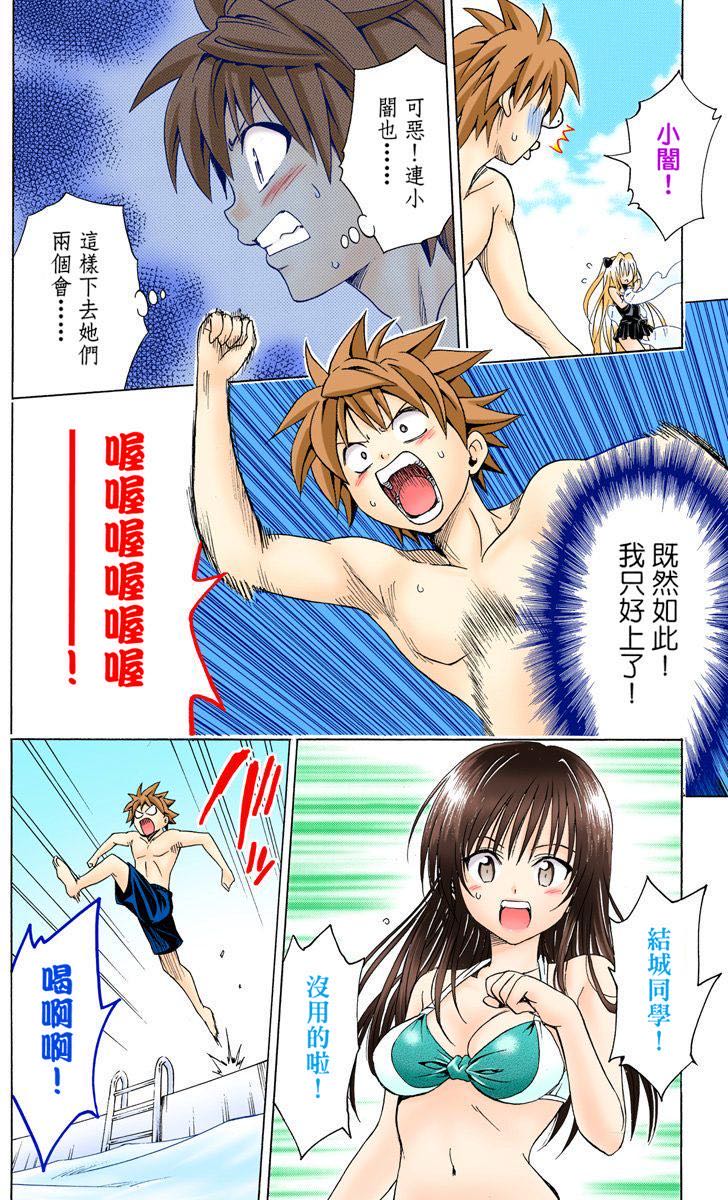 小闇！
可惡！連小
闇也……
這樣下去她們
兩個會……
既然如此！
我只好上了！
喔喔喔喔喔喔——！
結城同學！
沒用的啦！
喝啊啊！
バッ